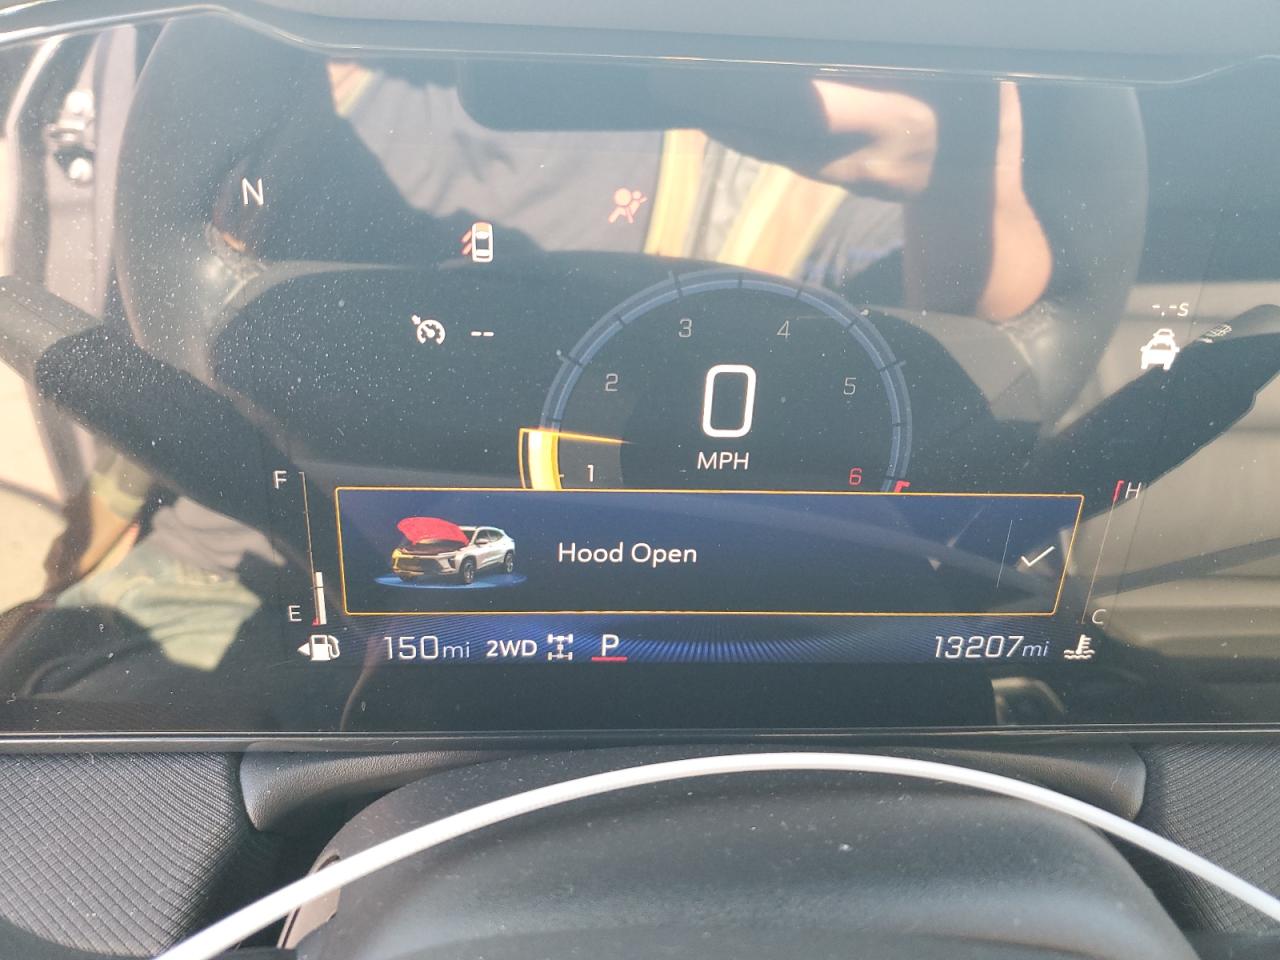 N
-.-s
--
3 4
2 5
0
MPH
1 6
F H
Hood Open
E C
150mi 2WD P 13207mi